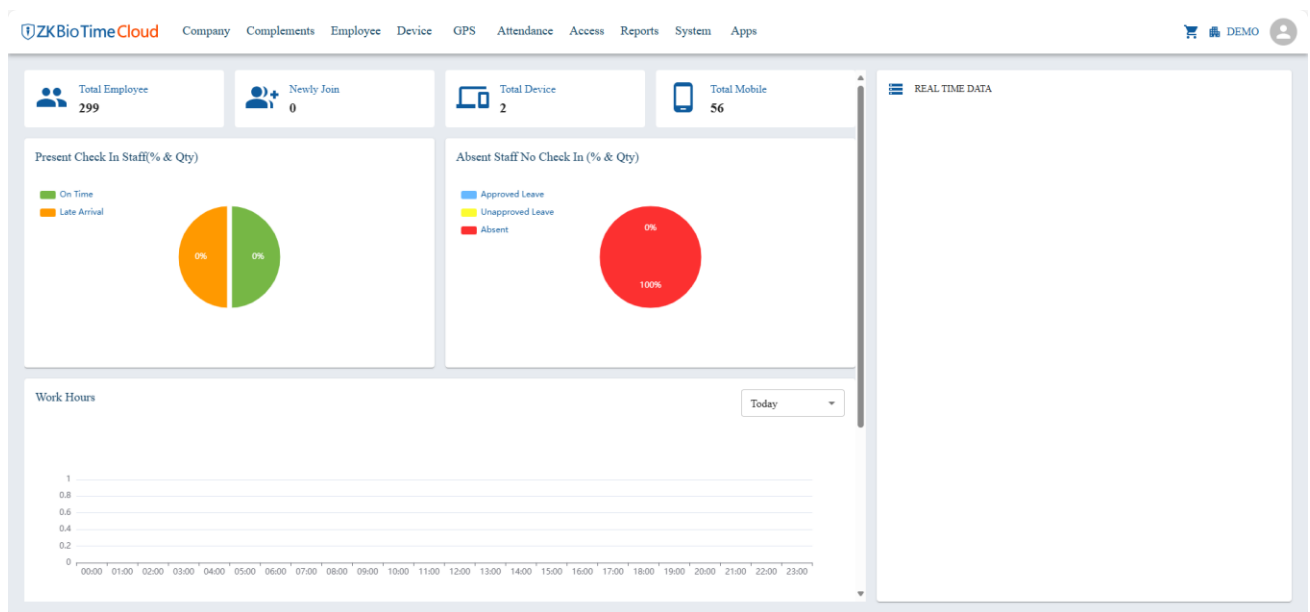 ZKBioTime Cloud Company Complements Employee Device GPS Attendance Access Reports System Apps DEMO
Total Employee
299
Newly Join
0
Total Device
2
Total Mobile
56
REAL TIME DATA
Present Check In Staff(% & Qty)
On Time
Late Arrival
0% 0%
Absent Staff No Check In (% & Qty)
Approved Leave
Unapproved Leave
Absent
0%
100%
Work Hours
Today
1
0.8
0.6
0.4
0.2
0
00:00 01:00 02:00 03:00 04:00 05:00 06:00 07:00 08:00 09:00 10:00 11:00 12:00 13:00 14:00 15:00 16:00 17:00 18:00 19:00 20:00 21:00 22:00 23:00